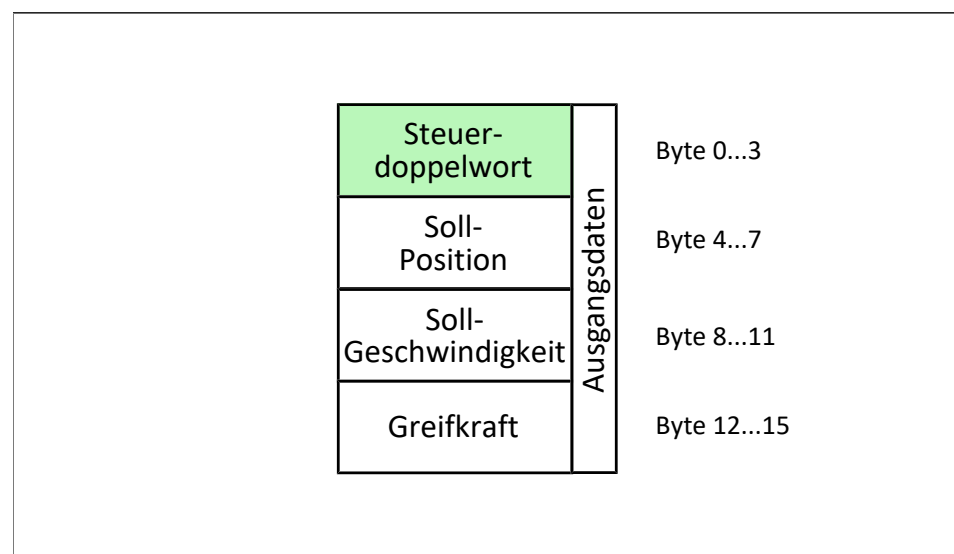 Steuer-
doppelwort
Byte 0...3
Soll-
Position
Byte 4...7
Soll-
Geschwindigkeit
Byte 8...11
Greifkraft
Byte 12...15
Ausgangsdaten